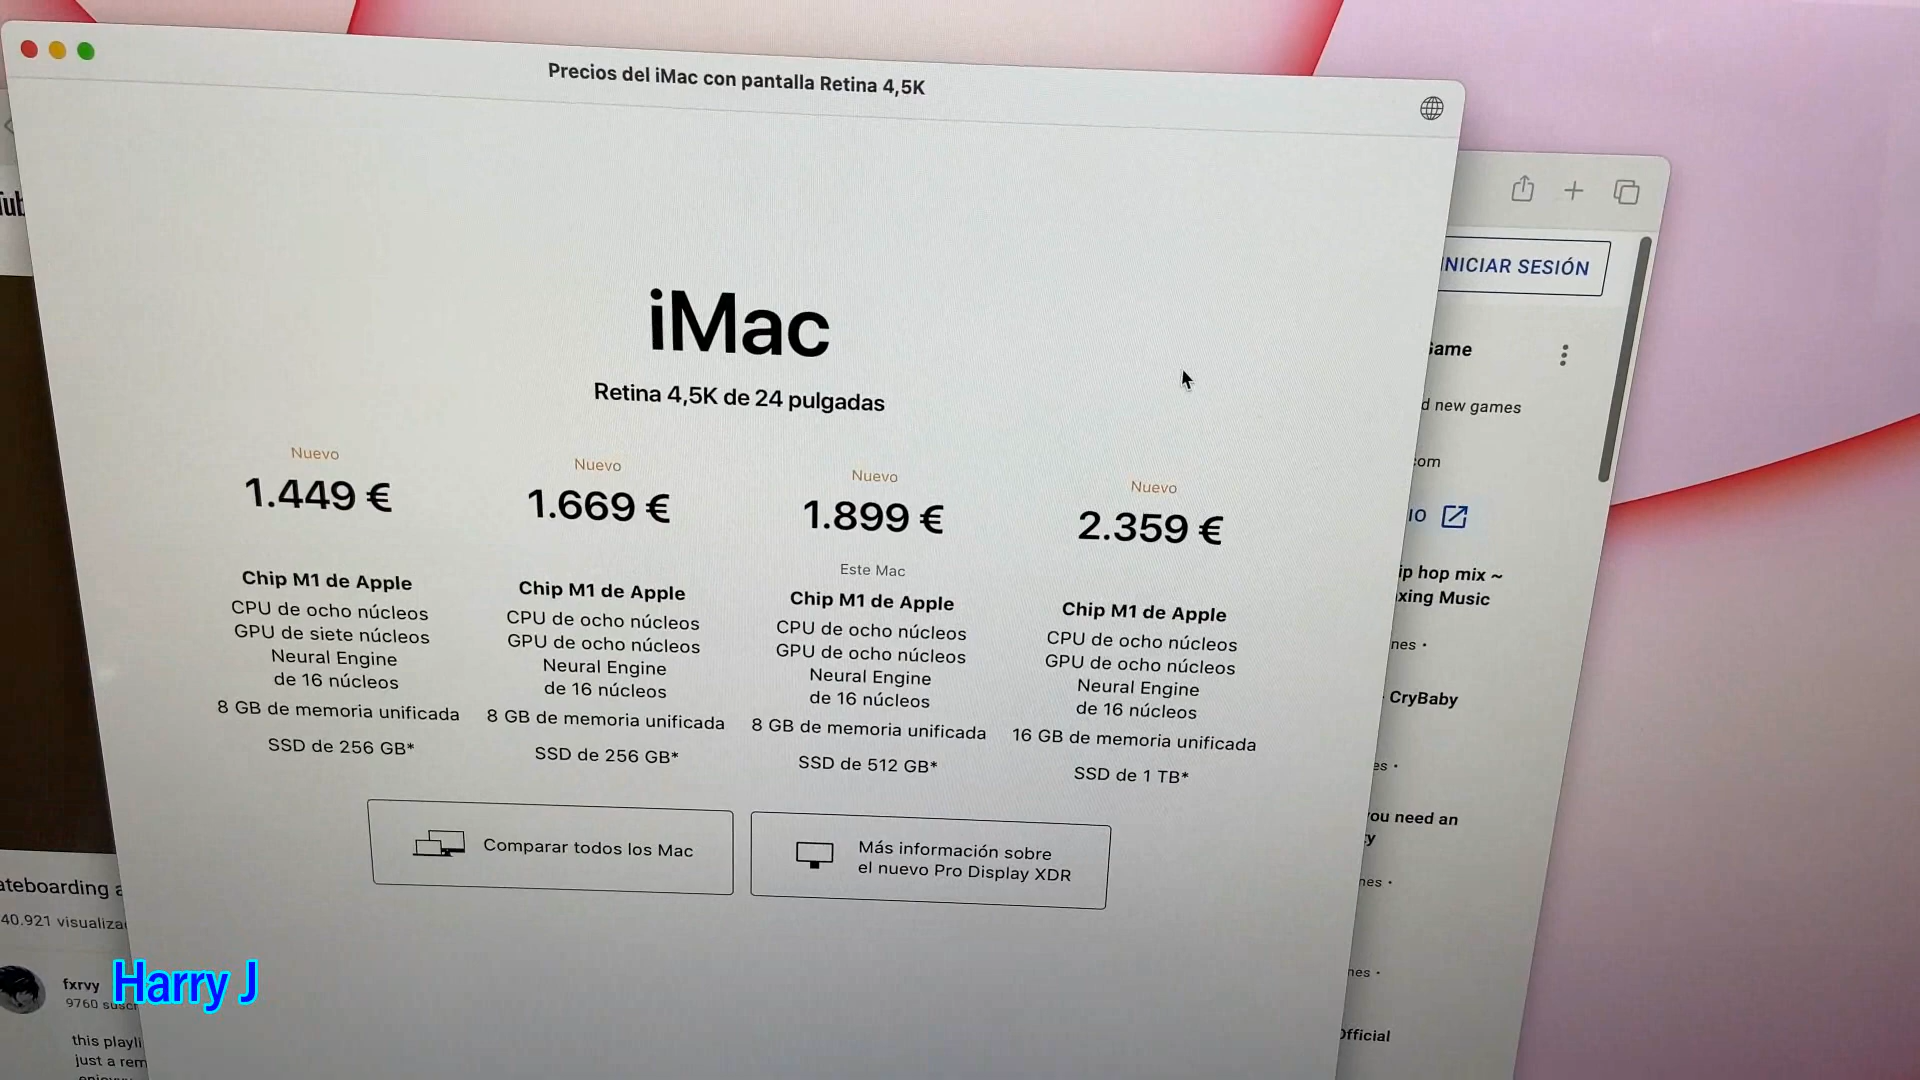 Precios del iMac con pantalla Retina 4,5K
INICIAR SESIÓN
iMac
Retina 4,5K de 24 pulgadas
Nuevo
1.449 €
Chip M1 de Apple
CPU de ocho núcleos
GPU de siete núcleos
Neural Engine
de 16 núcleos
8 GB de memoria unificada
SSD de 256 GB*
Nuevo
1.669 €
Chip M1 de Apple
CPU de ocho núcleos
GPU de ocho núcleos
Neural Engine
de 16 núcleos
8 GB de memoria unificada
SSD de 256 GB*
Nuevo
1.899 €
Este Mac
Chip M1 de Apple
CPU de ocho núcleos
GPU de ocho núcleos
Neural Engine
de 16 núcleos
8 GB de memoria unificada
SSD de 512 GB*
Nuevo
2.359 €
Chip M1 de Apple
CPU de ocho núcleos
GPU de ocho núcleos
Neural Engine
de 16 núcleos
16 GB de memoria unificada
SSD de 1 TB*
Comparar todos los Mac
Más información sobre
el nuevo Pro Display XDR
new games
hop mix ~
Music
CryBaby
you need an
Official
40.921
fxrvy
9760
this
just a
Harry J